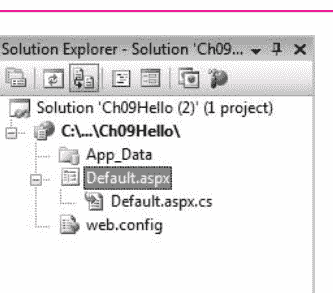 Solution Explorer - Solution 'Ch09...
Solution 'Ch09Hello (2)' (1 project)
C:\...\Ch09Hello\
App_Data
Default.aspx
Default.aspx.cs
web.config